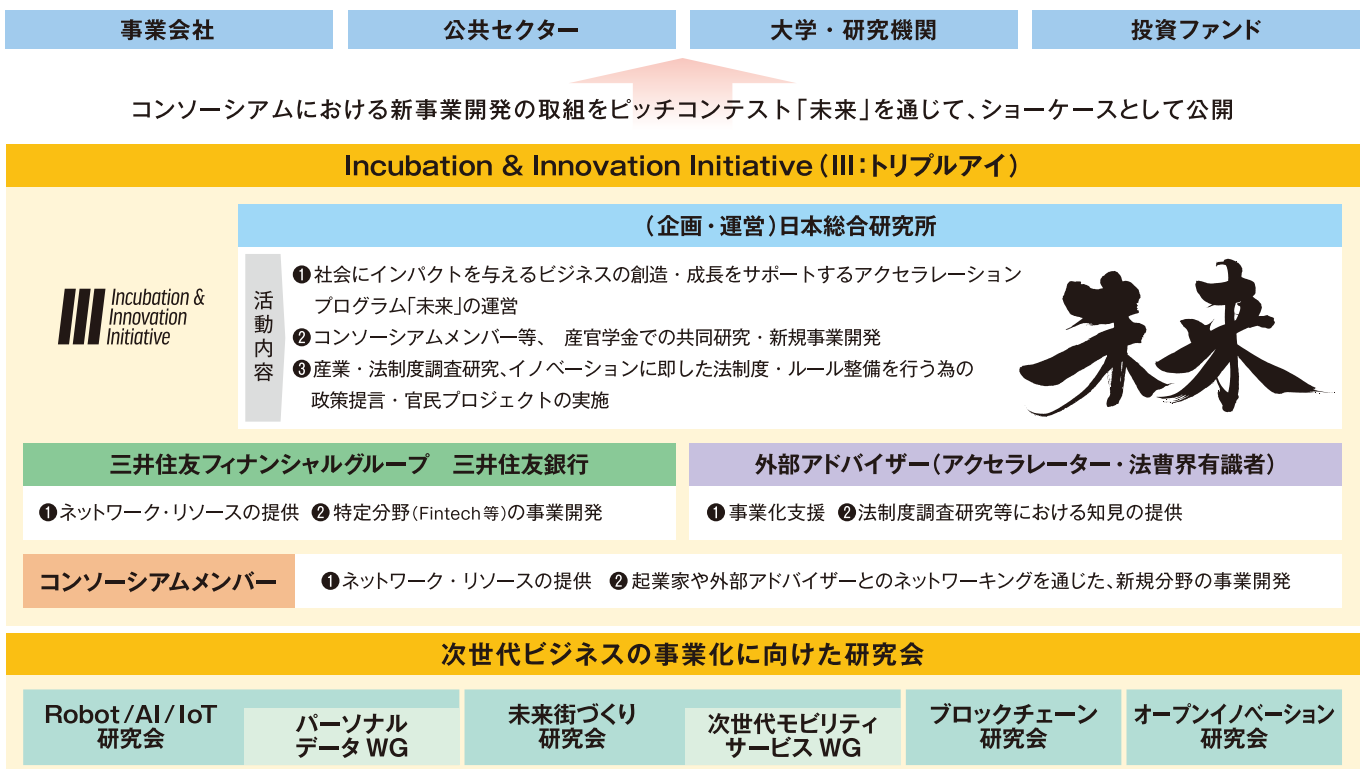 事業会社
公共セクター
大学・研究機関
投資ファンド
コンソーシアムにおける新事業開発の取組をピッチコンテスト「未来」を通じて、ショーケースとして公開
Incubation & Innovation Initiative(III:トリプルアイ)
Incubation &
Innovation
Initiative
(企画・運営)日本総合研究所
活動内容
❶社会にインパクトを与えるビジネスの創造・成長をサポートするアクセラレーション
プログラム「未来」の運営
❷コンソーシアムメンバー等、 産官学金での共同研究・新規事業開発
❸産業・法制度調査研究、イノベーションに即した法制度・ルール整備を行う為の
政策提言・官民プロジェクトの実施
未来
三井住友フィナンシャルグループ 三井住友銀行
❶ネットワーク・リソースの提供 ❷特定分野(Fintech等)の事業開発
外部アドバイザー(アクセラレーター・法曹界有識者)
❶事業化支援 ❷法制度調査研究等における知見の提供
コンソーシアムメンバー
❶ネットワーク・リソースの提供 ❷起業家や外部アドバイザーとのネットワーキングを通じた、新規分野の事業開発
次世代ビジネスの事業化に向けた研究会
Robot/AI/IoT
研究会
パーソナル
データWG
未来街づくり
研究会
次世代モビリティ
サービスWG
ブロックチェーン
研究会
オープンイノベーション
研究会